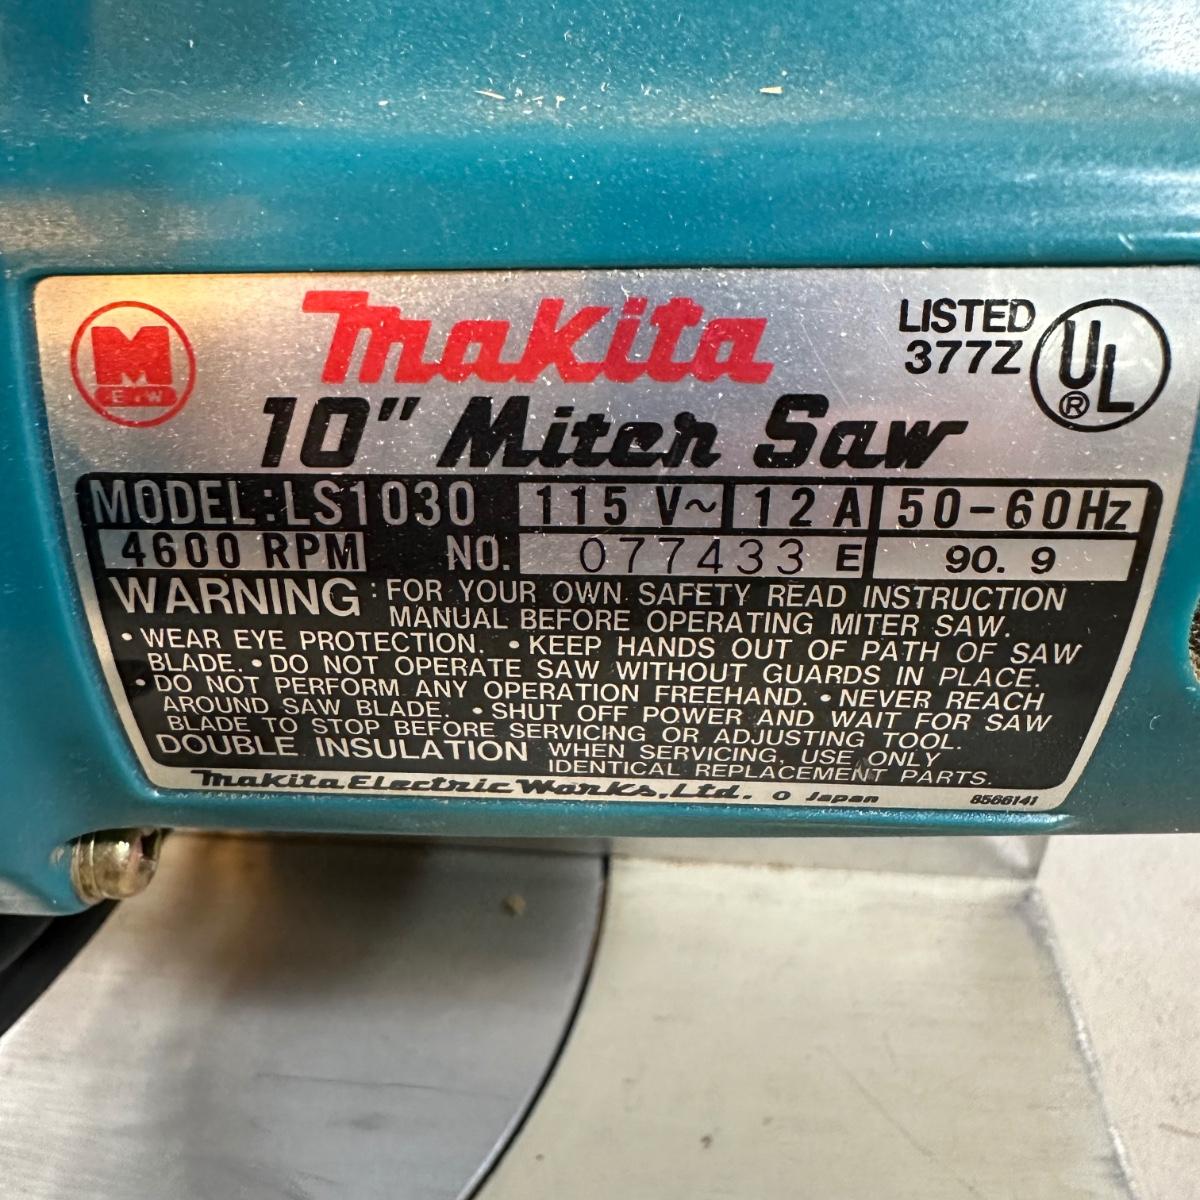 M
E.W
makita
LISTED
377Z
UL
®
10" Miter Saw
MODEL:LS1030 115 V~ 12 A 50-60Hz
4600 RPM NO. 077433 E 90. 9
WARNING : FOR YOUR OWN SAFETY READ INSTRUCTION
MANUAL BEFORE OPERATING MITER SAW.
• WEAR EYE PROTECTION. • KEEP HANDS OUT OF PATH OF SAW
BLADE. • DO NOT OPERATE SAW WITHOUT GUARDS IN PLACE.
• DO NOT PERFORM ANY OPERATION FREEHAND. • NEVER REACH
AROUND SAW BLADE. • SHUT OFF POWER AND WAIT FOR SAW
BLADE TO STOP BEFORE SERVICING OR ADJUSTING TOOL.
DOUBLE INSULATION WHEN SERVICING, USE ONLY
IDENTICAL REPLACEMENT PARTS.
Makita Electric Works, Ltd. O Japan 8566141